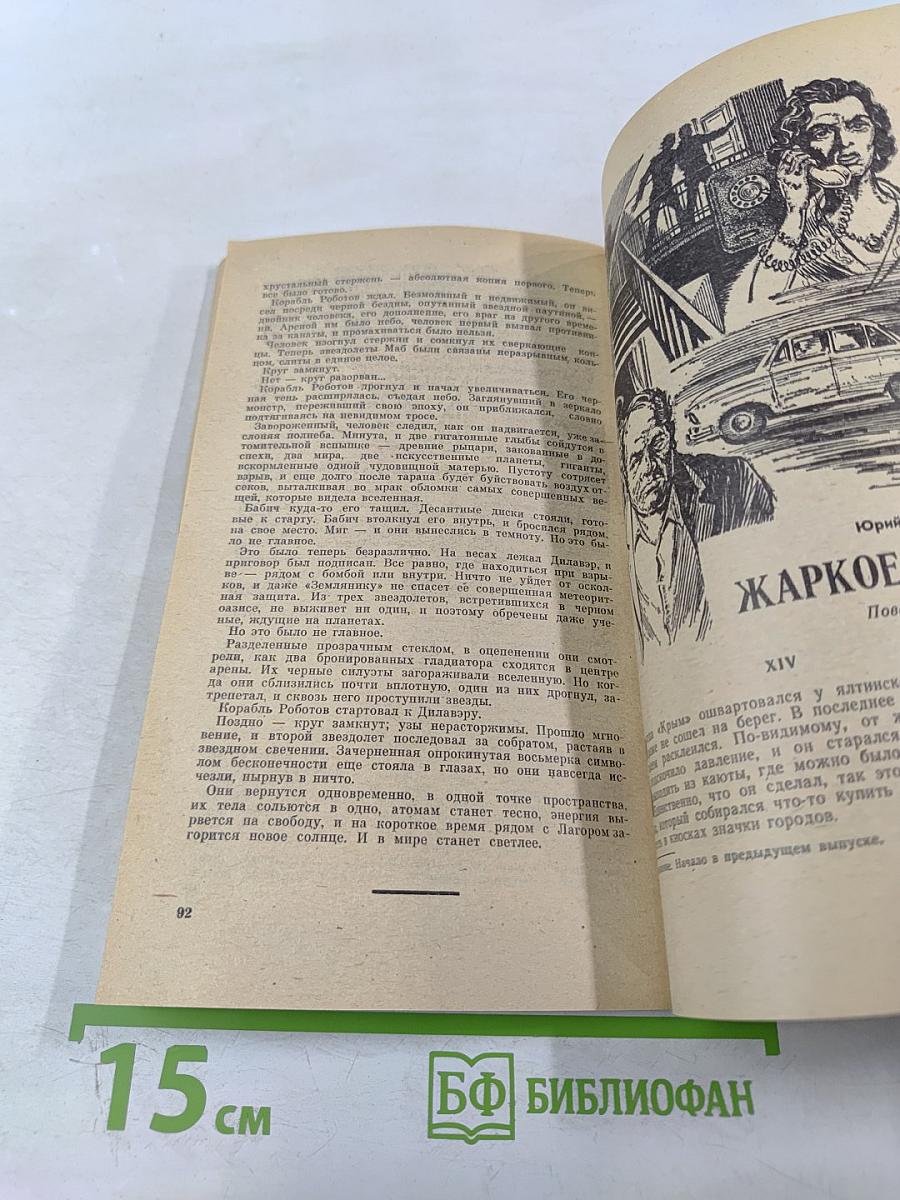 хрустальный стержень — абсолютная копия первого. Теперь
все было готово.
Корабль Роботов ждал. Безмолвный и недвижимый, он ви-
сел посреди черной бездны, опутанный звездной паутиной, —
двойник человека, его дополнение, его враг из другого време-
ни. Ареной им было небо, человек первый вызвал противни-
ка за канаты, и промахиваться было нельзя.
Человек изогнул стержни и сомкнул их сверкающие кон-
цы. Теперь звездолеты Маб были связаны неразрывным коль-
цом, слиты в единое целое.
Круг замкнут.
Нет — круг разорван...
Корабль Роботов дрогнул и начал увеличиваться. Его чер-
ная тень расширялась, съедая небо. Заглянувший в зеркало
монстр, переживший свою эпоху, он приближался, словно
подтягиваясь на невидимом тросе.
Завороженный, человек следил, как он надвигается, уже за-
слоняя полнеба. Минута, и две гигатонные глыбы сойдутся в
томительной вспышке — древние рыцари, закованные в до-
спехи, два мира, две искусственные планеты, гиганты,
вскормленные одной чудовищной матерью. Пустоту сотрясет
взрыв, и еще долго после тарана будет буйствовать воздух от-
секов, выталкивая во мрак обломки самых совершенных ве-
щей, которые видела вселенная.
Бабич куда-то его тащил. Десантные диски стояли, гото-
вые к старту. Бабич втолкнул его внутрь, и бросился рядом,
на свое место. Миг — и они вынеслись в темноту. Но это бы-
ло не главное.
Это было теперь безразлично. На весах лежал Дилавэр, и
приговор был подписан. Все равно, где находиться при взры-
ве — рядом с бомбой или внутри. Ничто не уйдет от оскол-
ков, и даже «Землянику» не спасет её совершенная метеорит-
ная защита. Из трех звездолетов, встретившихся в черном
оазисе, не выживет ни один, и поэтому обречены даже уче-
ные, ждущие на планетах.
Но это было не главное.
Разделенные прозрачным стеклом, в оцепенении они смот-
рели, как два бронированных гладиатора сходятся в центре
арены. Их черные силуэты загораживали вселенную. Но ког-
да они сблизились почти вплотную, один из них дрогнул, за-
трепетал, и сквозь него проступили звезды.
Корабль Роботов стартовал к Дилавэру.
Поздно — круг замкнут; узы нерасторжимы. Прошло мгно-
вение, и второй звездолет последовал за собратом, растаяв в
звездном свечении. Зачерненная опрокинутая восьмерка симво-
лом бесконечности еще стояла в глазах, но они навсегда ис-
чезли, нырнув в ничто.
Они вернутся одновременно, в одной точке пространства,
их тела сольются в одно, атомам станет тесно, энергия вы-
рвется на свободу, и на короткое время рядом с Лагором за-
горится новое солнце. И в мире станет светлее.
92
Юрий
ЖАРКОЕ
Пове
XIV
«Крым» ошвартовался у ялтинск
не сошел на берег. В последнее
расклеился. По-видимому, от ж
давление, и он старался
из каюты, где можно было
что он сделал, так это
который собирался что-то купить
в киосках значки городов.
Начало в предыдущем выпуске.
15 см
БФ БИБЛИОФАН